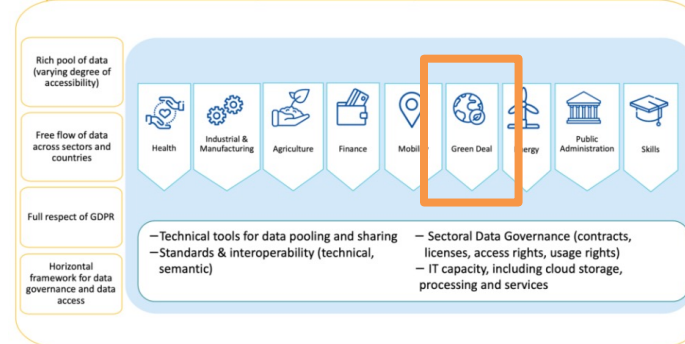 Rich pool of data
(varying degree of
accessibility)
Free flow of data
across sectors and
countries
Full respect of GDPR
Horizontal
framework for data
governance and data
access
Health
Industrial &
Manufacturing
Agriculture
Finance
Mobility
Green Deal
Energy
Public
Administration
Skills
–Technical tools for data pooling and sharing
–Standards & interoperability (technical,
semantic)
– Sectoral Data Governance (contracts,
licenses, access rights, usage rights)
– IT capacity, including cloud storage,
processing and services